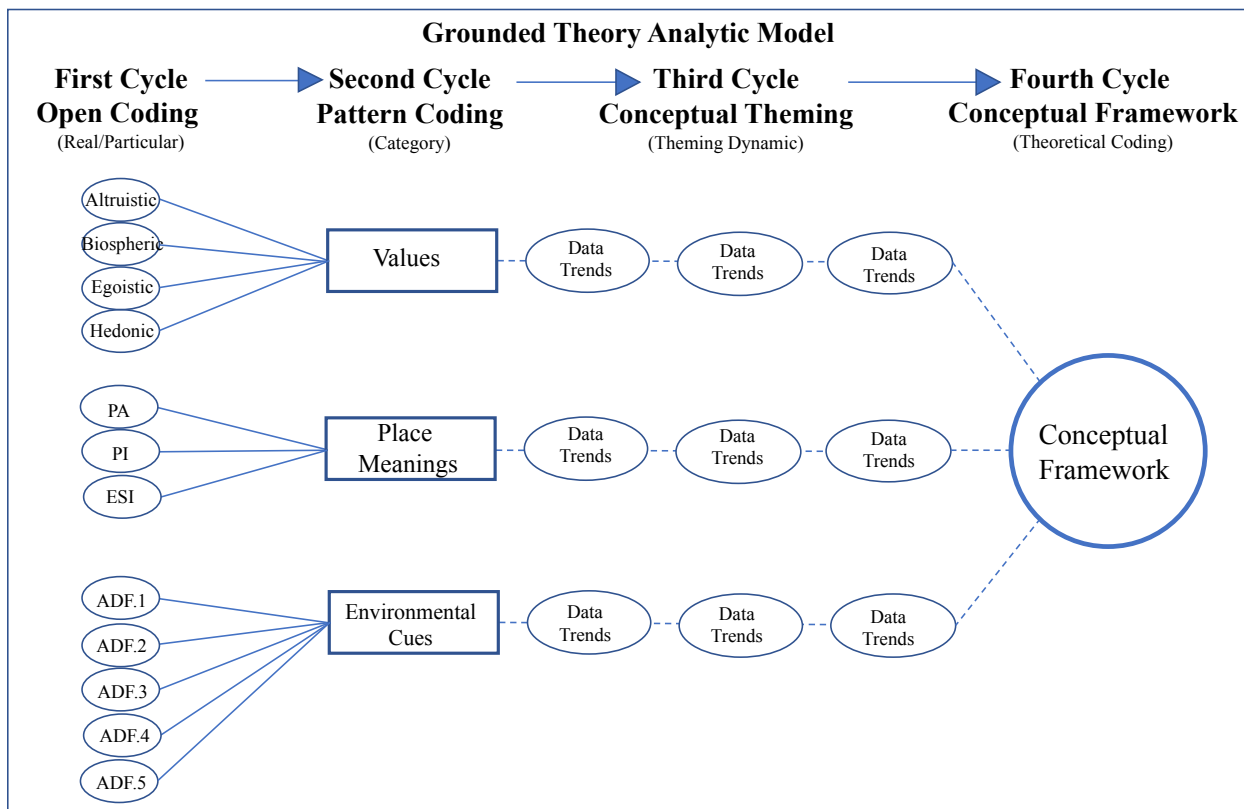 Grounded Theory Analytic Model
First Cycle
Open Coding
(Real/Particular)
Second Cycle
Pattern Coding
(Category)
Third Cycle
Conceptual Theming
(Theming Dynamic)
Fourth Cycle
Conceptual Framework
(Theoretical Coding)
Altruistic
Biospheric
Egoistic
Hedonic
Values
Data
Trends
Data
Trends
Data
Trends
PA
PI
ESI
Place
Meanings
Data
Trends
Data
Trends
Data
Trends
Conceptual
Framework
ADF.1
ADF.2
ADF.3
ADF.4
ADF.5
Environmental
Cues
Data
Trends
Data
Trends
Data
Trends